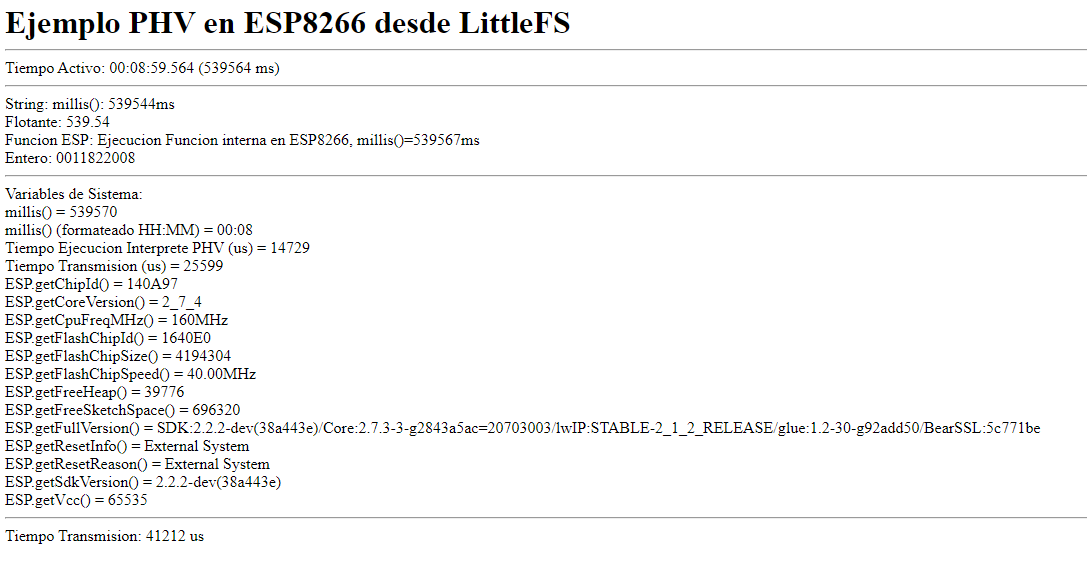 Ejemplo PHV en ESP8266 desde LittleFS
Tiempo Activo: 00:08:59.564 (539564 ms)
String: millis(): 539544ms
Flotante: 539.54
Funcion ESP: Ejecucion Funcion interna en ESP8266, millis()=539567ms
Entero: 0011822008
Variables de Sistema:
millis() = 539570
millis() (formateado HH:MM) = 00:08
Tiempo Ejecucion Interprete PHV (us) = 14729
Tiempo Transmision (us) = 25599
ESP.getChipId() = 140A97
ESP.getCoreVersion() = 2_7_4
ESP.getCpuFreqMHz() = 160MHz
ESP.getFlashChipId() = 1640E0
ESP.getFlashChipSize() = 4194304
ESP.getFlashChipSpeed() = 40.00MHz
ESP.getFreeHeap() = 39776
ESP.getFreeSketchSpace() = 696320
ESP.getFullVersion() = SDK:2.2.2-dev(38a443e)/Core:2.7.3-3-g2843a5ac=20703003/lwIP:STABLE-2_1_2_RELEASE/glue:1.2-30-g92add50/BearSSL:5c771be
ESP.getResetInfo() = External System
ESP.getResetReason() = External System
ESP.getSdkVersion() = 2.2.2-dev(38a443e)
ESP.getVcc() = 65535
Tiempo Transmision: 41212 us